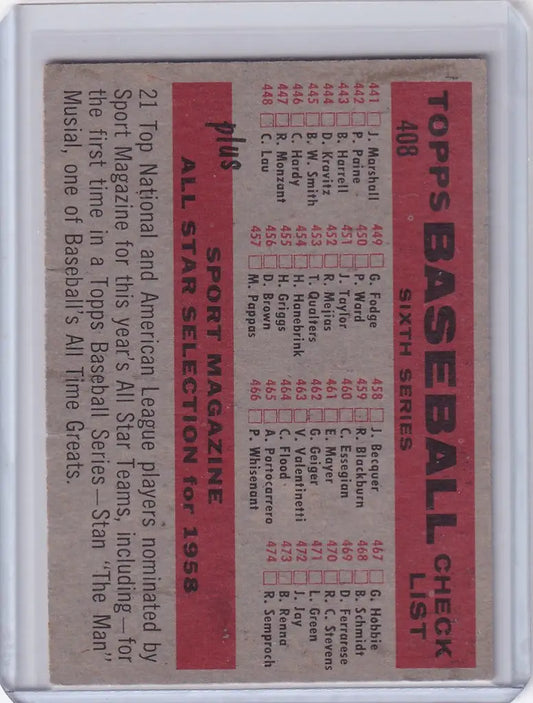 TOPPS BASEBALL CHECK LIST
408
SIXTH SERIES
441 J. Marshall
442 P. Paine
443 B. Harrell
444 D. Kravitz
445 B. W. Smith
446 C. Hardy
447 R. Monzant
448 C. Lau
449 G. Fodge
450 P. Ward
451 J. Taylor
452 R. Mejias
453 T. Qualters
454 H. Hanebrink
455 H. Griggs
456 D. Brown
457 M. Pappas
458 J. Becquer
459 R. Blackburn
460 C. Essegian
461 E. Mayer
462 G. Geiger
463 V. Valentinetti
464 C. Flood
465 A. Portocarrero
466 P. Whisenant
467 G. Hobbie
468 B. Schmidt
469 D. Ferrarese
470 R. C. Stevens
471 L. Green
472 J. Jay
473 B. Renna
474 R. Semproch
plus
SPORT MAGAZINE
ALL STAR SELECTION for 1958
21 Top National and American League players nominated by
Sport Magazine for this year's All Star Teams, including—for
the first time in a Topps Baseball Series—Stan "The Man"
Musial, one of Baseball's All Time Greats.